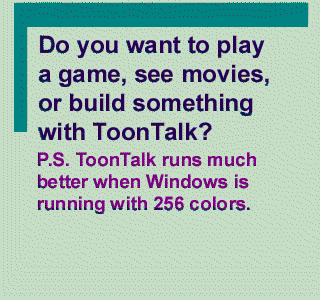 Do you want to play
a game, see movies,
or build something
with ToonTalk?
P.S. ToonTalk runs much
better when Windows is
running with 256 colors.